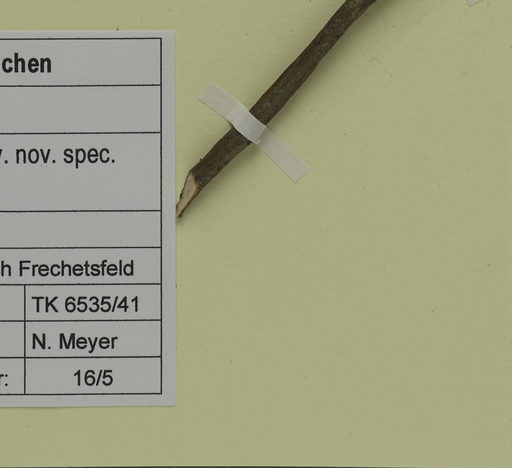 chen
. nov. spec.
h Frechetsfeld
TK 6535/41
N. Meyer
r: 16/5